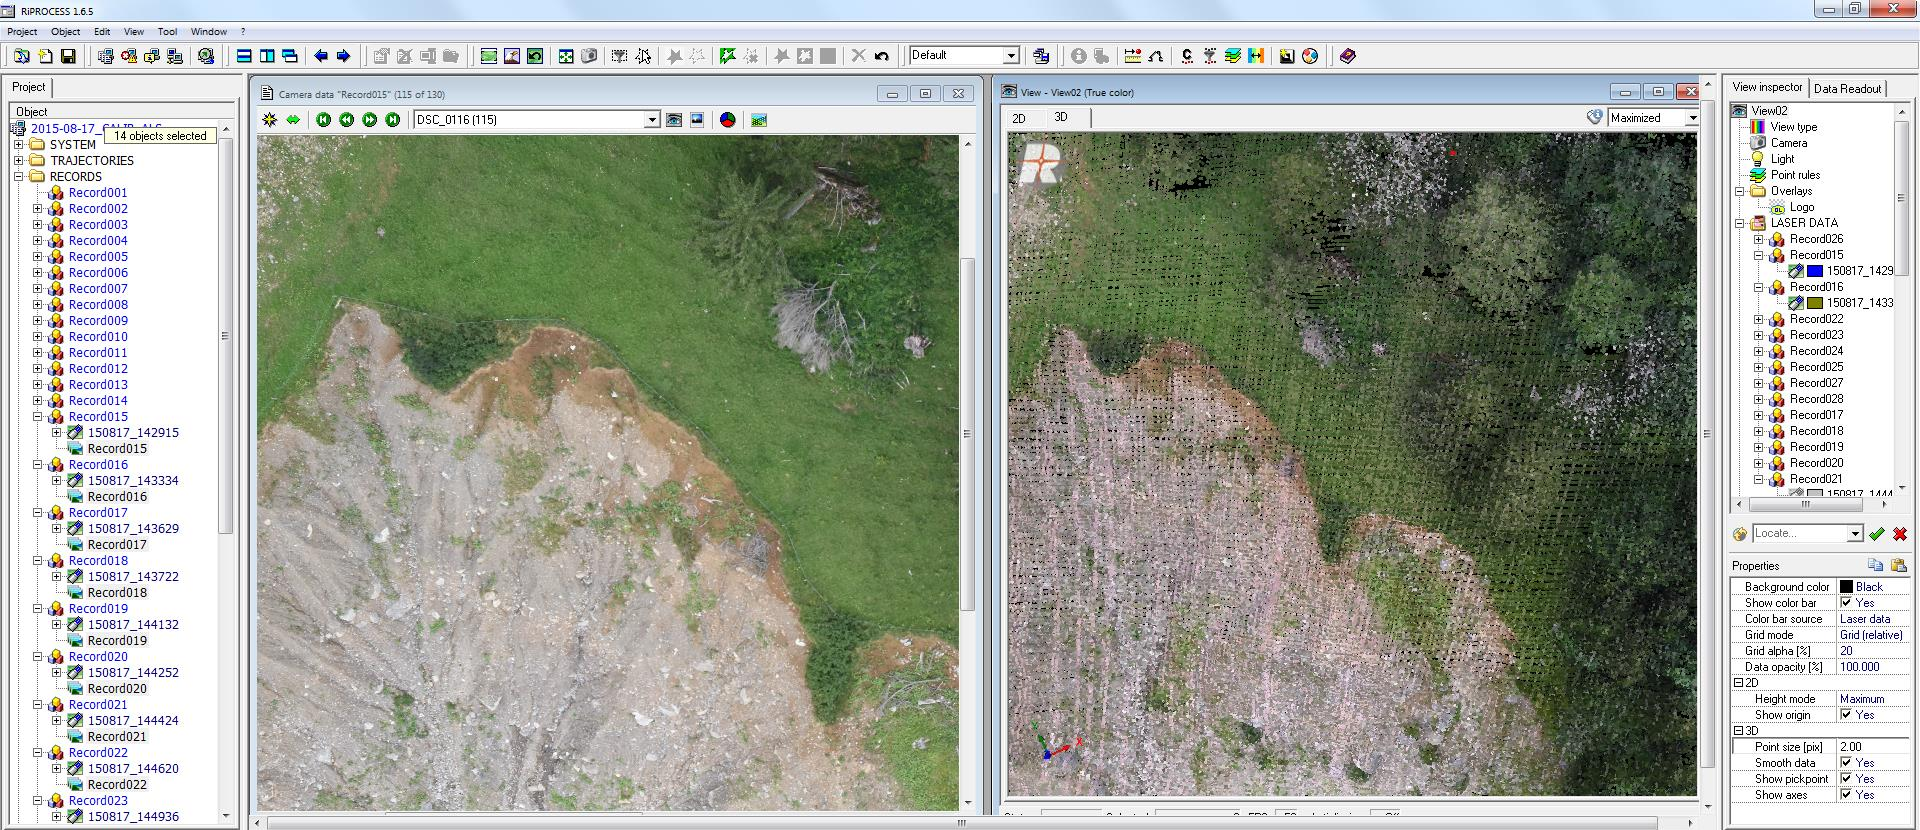 RiPROCESS 1.6.5
Project Object Edit View Tool Window ?
Default
Project
Object
14 objects selected
SYSTEM
TRAJECTORIES
RECORDS
Record001
Record002
Record003
Record004
Record005
Record006
Record007
Record008
Record009
Record010
Record011
Record012
Record013
Record014
Record015
150817_142915
Record015
Record016
150817_143334
Record016
Record017
150817_143629
Record017
Record018
150817_143722
Record018
Record019
150817_144132
Record019
Record020
150817_144252
Record020
Record021
150817_144424
Record021
Record022
150817_144620
Record022
Record023
150817_144936
Camera data "Record015" (115 of 130)
DSC_0116 (115)
View - View02 (True color)
2D 3D
Maximized
R
X
View inspector Data Readout
View02
View type
Camera
Light
Point rules
Overlays
Logo
LASER DATA
Record026
Record015
150817_1429
Record016
150817_1433
Record022
Record023
Record024
Record025
Record027
Record028
Record017
Record018
Record019
Record020
Record021
150817_1444
Locate...
Properties
Background color Black
Show color bar Yes
Color bar source Laser data
Grid mode Grid (relative)
Grid alpha [%] 20
Data opacity [%] 100.000
2D
Height mode Maximum
Show origin Yes
3D
Point size [pix] 2.00
Smooth data Yes
Show pickpoint Yes
Show axes Yes